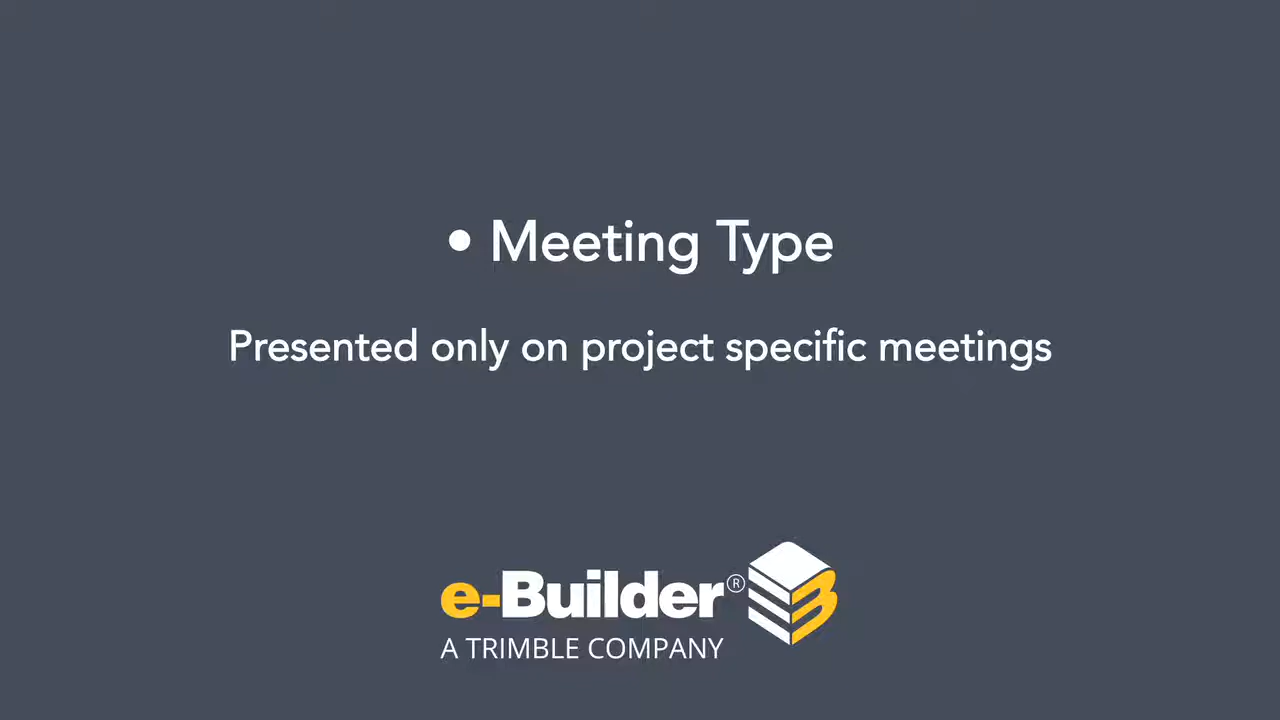 • Meeting Type
Presented only on project specific meetings
e-Builder®
A TRIMBLE COMPANY